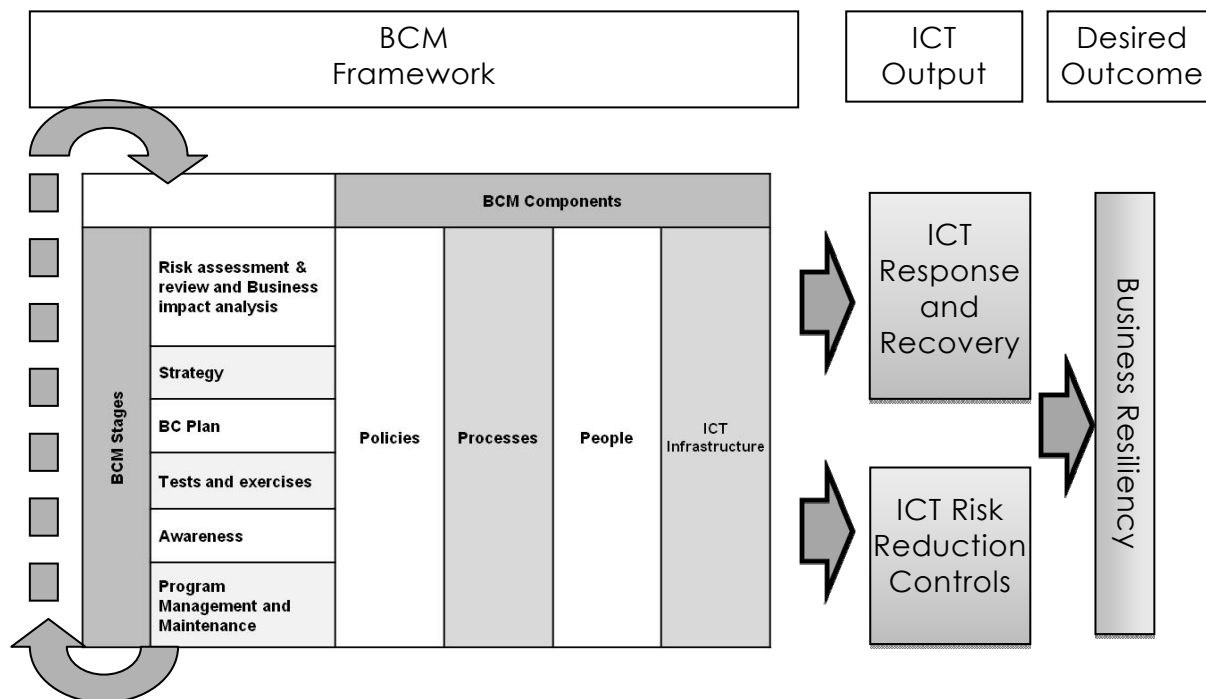 BCM
Framework
ICT
Output
Desired
Outcome
BCM Components
BCM Stages
Risk assessment &
review and Business
impact analysis
Strategy
BC Plan
Tests and exercises
Awareness
Program
Management and
Maintenance
Policies
Processes
People
ICT
Infrastructure
ICT
Response
and
Recovery
ICT Risk
Reduction
Controls
Business Resiliency